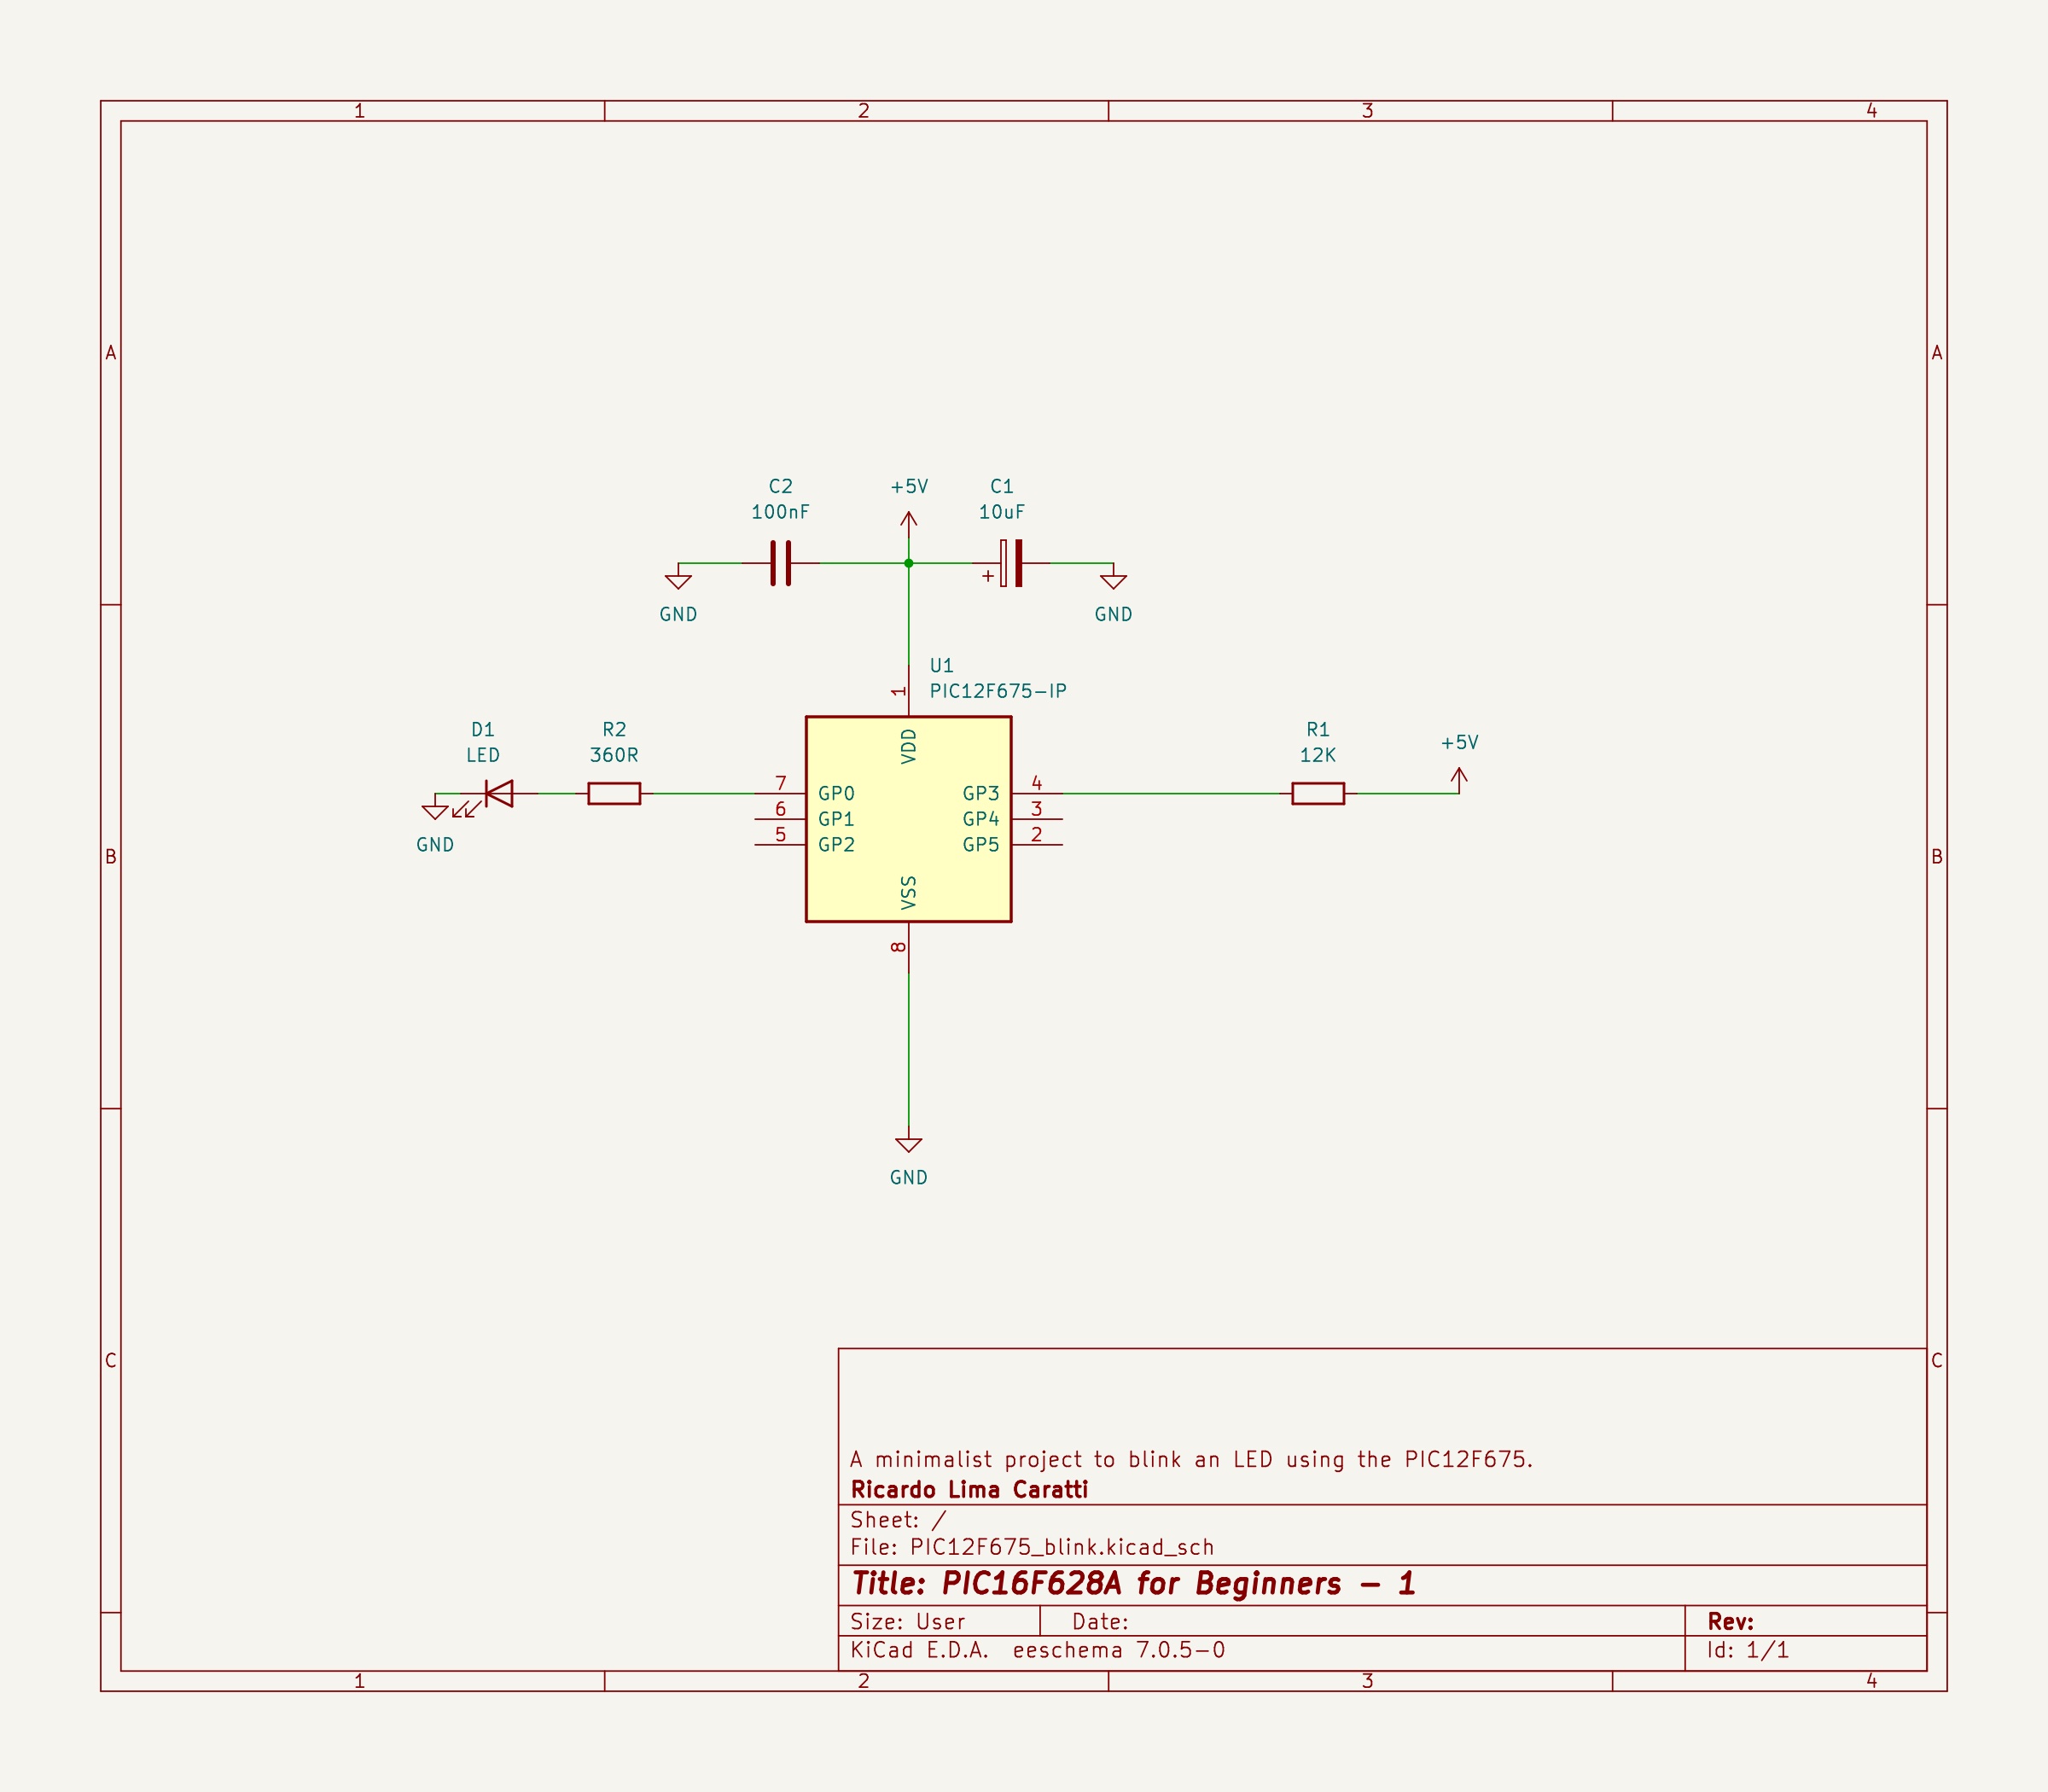 1 2 3 4
A A
C2 +5V C1
100nF 10uF
GND GND
U1
1 PIC12F675-IP
D1 R2 R1
LED 360R 12K +5V
VDD
7 GP0 GP3 4
6 GP1 GP4 3
5 GP2 GP5 2
GND
B B
VSS
8
GND
C C
A minimalist project to blink an LED using the PIC12F675.
Ricardo Lima Caratti
Sheet: /
File: PIC12F675_blink.kicad_sch
Title: PIC16F628A for Beginners - 1
Size: User Date: Rev:
KiCad E.D.A. eeschema 7.0.5-0 Id: 1/1
1 2 3 4